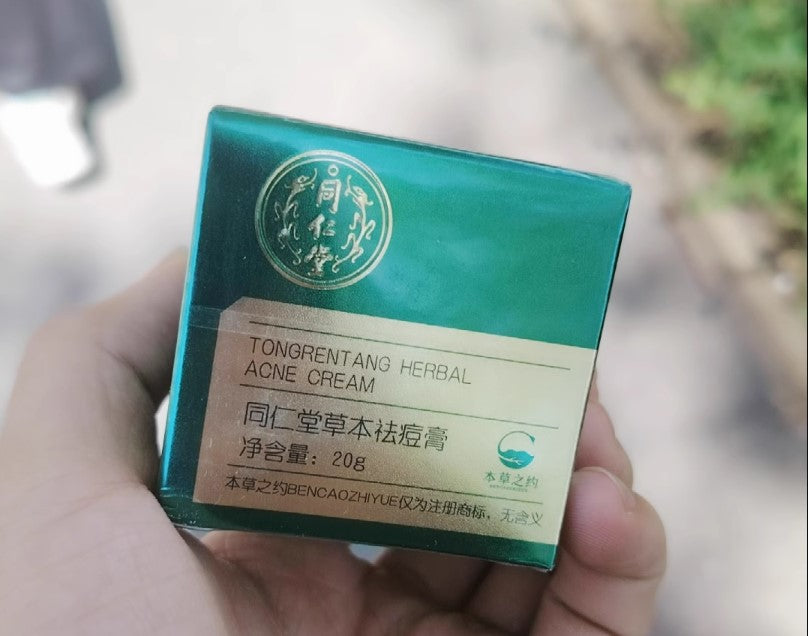 同仁堂
TONGRENTANG HERBAL
ACNE CREAM
同仁堂草本祛痘膏
净含量：20g
本草之约
本草之约BENCAOZHIYUE仅为注册商标，无含义